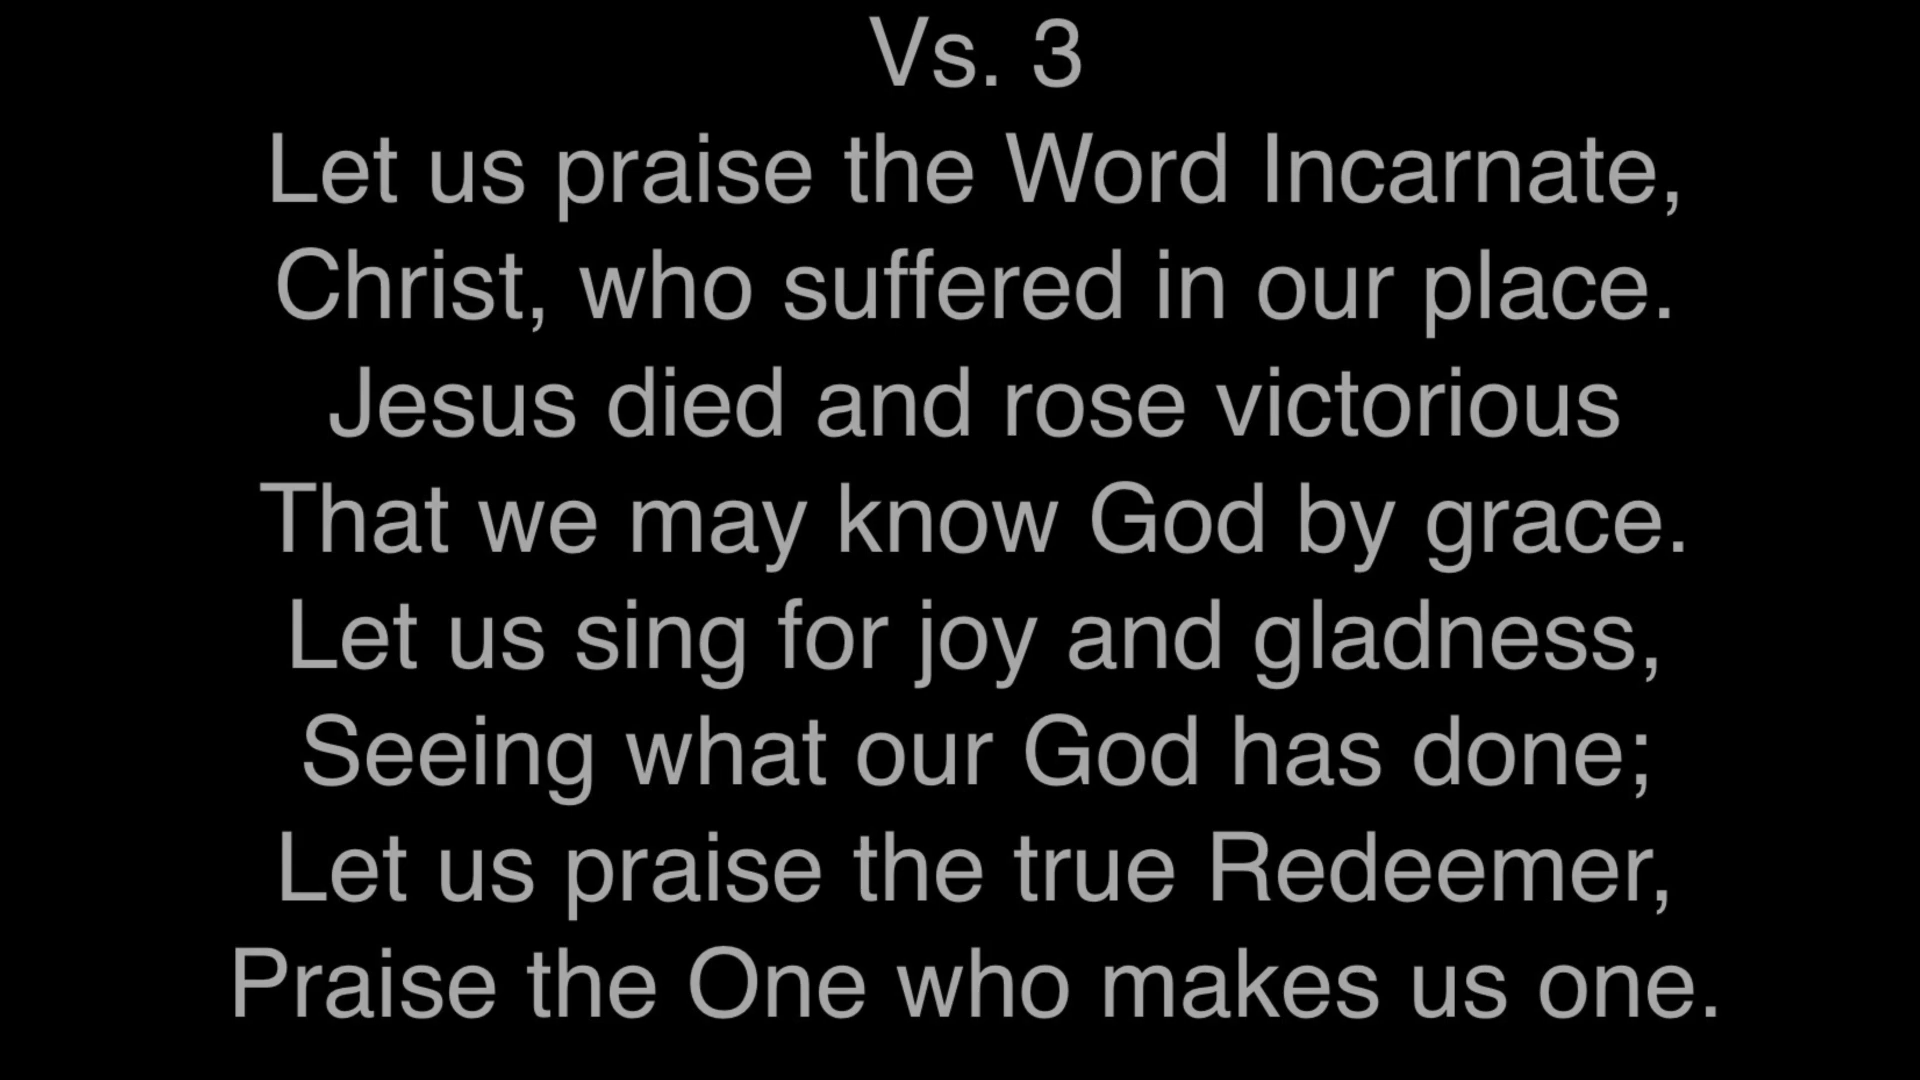 Vs. 3
Let us praise the Word Incarnate,
Christ, who suffered in our place.
Jesus died and rose victorious
That we may know God by grace.
Let us sing for joy and gladness,
Seeing what our God has done;
Let us praise the true Redeemer,
Praise the One who makes us one.